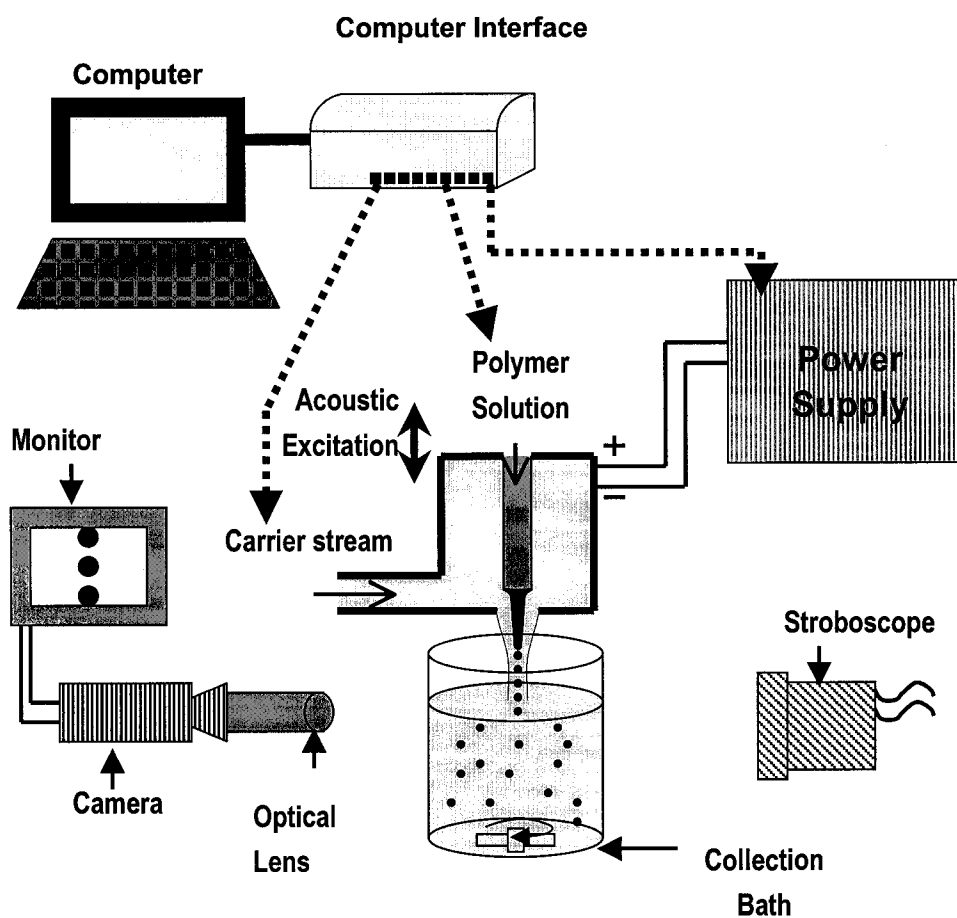 Computer Interface
Computer
Power
Supply
Polymer
Solution
Acoustic
Excitation
+
−
Monitor
Carrier stream
Stroboscope
Camera
Optical
Lens
Collection
Bath